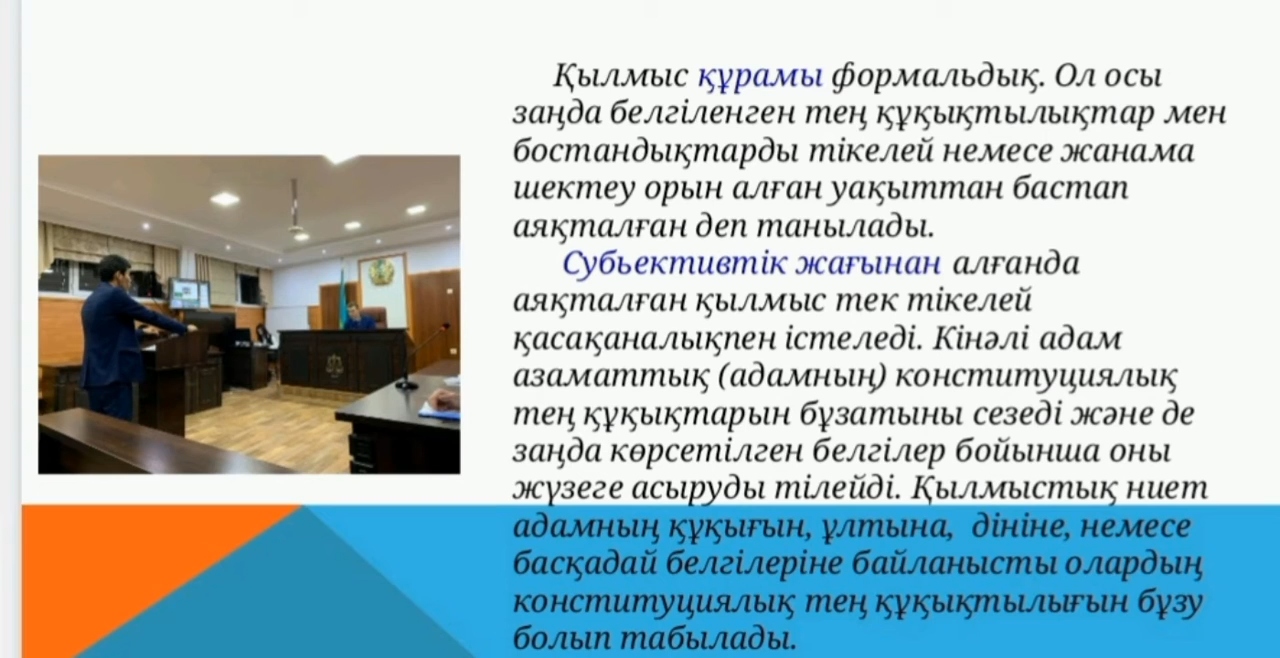 Қылмыс құрамы формальдық. Ол осы
заңда белгіленген тең құқықтылықтар мен
бостандықтарды тікелей немесе жанама
шектеу орын алған уақыттан бастап
аяқталған деп танылады.
Субьективтік жағынан алғанда
аяқталған қылмыс тек тікелей
қасақаналықпен істеледі. Кінәлі адам
азаматтық (адамның) конституциялық
тең құқықтарын бұзатыны сезеді және де
заңда көрсетілген белгілер бойынша оны
жүзеге асыруды тілейді. Қылмыстық ниет
адамның құқығын, ұлтына, дініне, немесе
басқадай белгілеріне байланысты олардың
конституциялық тең құқықтылығын бұзу
болып табылады.